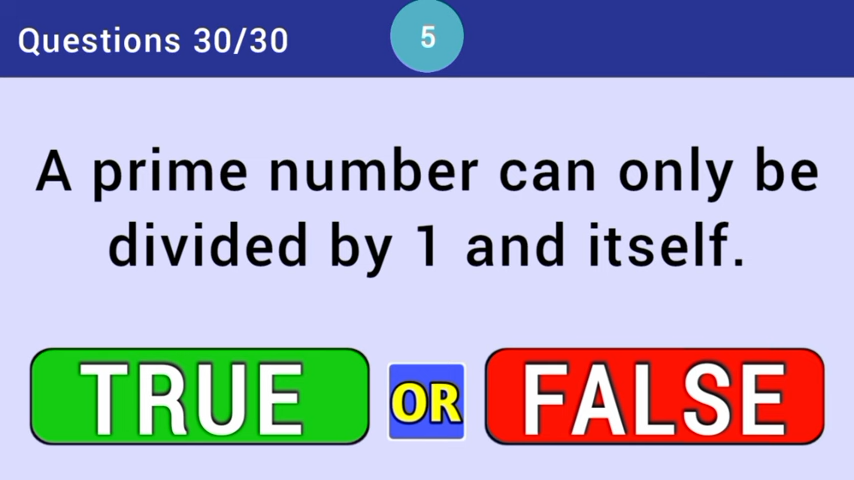 Questions 30/30
5
A prime number can only be
divided by 1 and itself.
TRUE OR FALSE